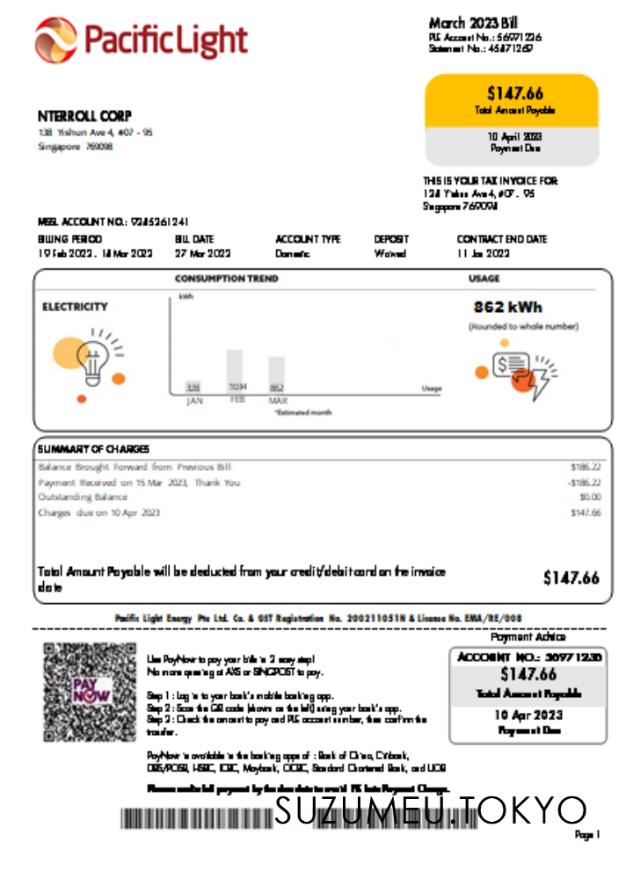 PacificLight
March 2023 Bill
PLE Account No.: 56971226
Statement No.: 45871267
$147.66
Total Amount Payable
10 April 2023
Payment Due
NTERROLL CORP
138 Yishun Ave 4, #07 - 95
Singapore 769098
THIS IS YOUR TAX INVOICE FOR
Yishun Ave 4, #07 - 95
Singapore 769098
MSSL ACCOUNT NO.: 9285261241
BILLING PERIOD BILL DATE ACCOUNT TYPE DEPOSIT CONTRACT END DATE
19 Feb 2022 - 18 Mar 2022 27 Mar 2022 Domestic Waived 11 Jan 2022
CONSUMPTION TREND USAGE
kWh
ELECTRICITY
862 kWh
(Rounded to whole number)
328 1034 862 Usage
JAN FEB MAR
*Estimated month
SUMMARY OF CHARGES
Balance Brought Forward from Previous Bill $186.22
Payment Received on 15 Mar 2023, Thank You -$186.22
Outstanding Balance $0.00
Charges due on 10 Apr 2023 $147.66
Total Amount Payable will be deducted from your credit/debit card on the invoice
date
$147.66
Pacific Light Energy Pte Ltd. Co. & GST Registration No. 200211051N & License No. EMA/RE/008
Payment Advice
PAY
NOW
Use PayNow to pay your bills in 2 easy step!
No more queuing at AXS or SINGPOST to pay.
Step 1 : Log in to your bank's mobile banking app.
Step 2 : Scan the QR code (shown on the left) using your bank's app.
Step 3 : Check the amount to pay and PLE account number, then confirm the
transfer.
PayNow is available in the banking apps of : Bank of China, Citibank,
DBS/POSB, HSBC, ICBC, Maybank, OCBC, Standard Chartered Bank, and UOB
Please make full payment by the due date to avoid Late Payment Charge.
ACCOUNT NO.: 56971236
$147.66
Total Amount Payable
10 Apr 2023
Payment Due
SUZUMEU.TOKYO
Page 1